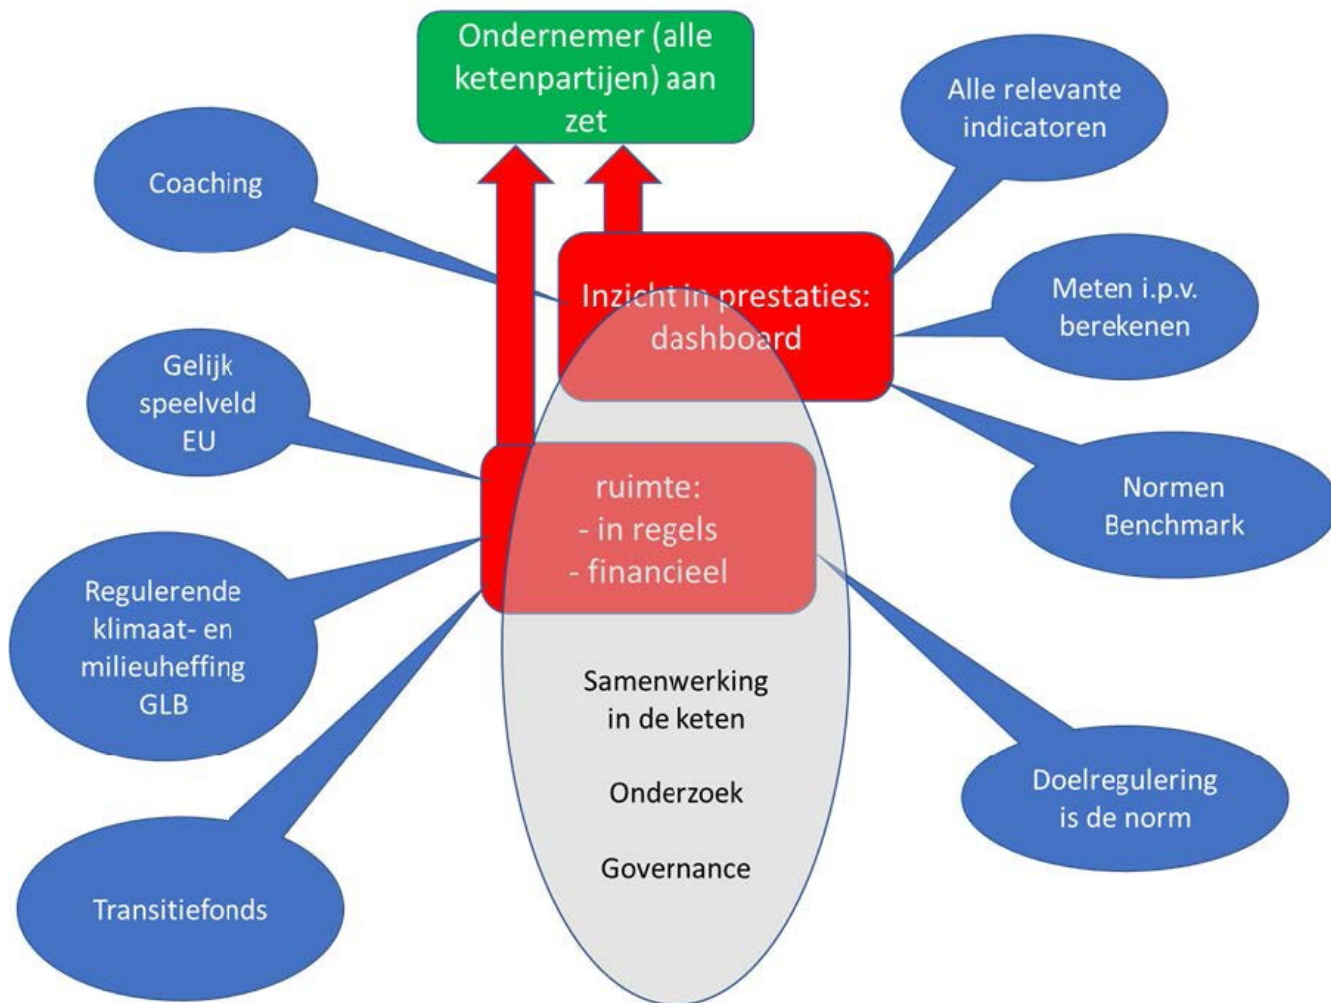 Ondernemer (alle
ketenpartijen) aan
zet
Alle relevante
indicatoren
Coaching
Inzicht in prestaties:
dashboard
Meten i.p.v.
berekenen
Gelijk
speelveld
EU
ruimte:
- in regels
- financieel
Normen
Benchmark
Regulerende
klimaat- en
milieuheffing
GLB
Samenwerking
in de keten
Onderzoek
Governance
Doelregulering
is de norm
Transitiefonds